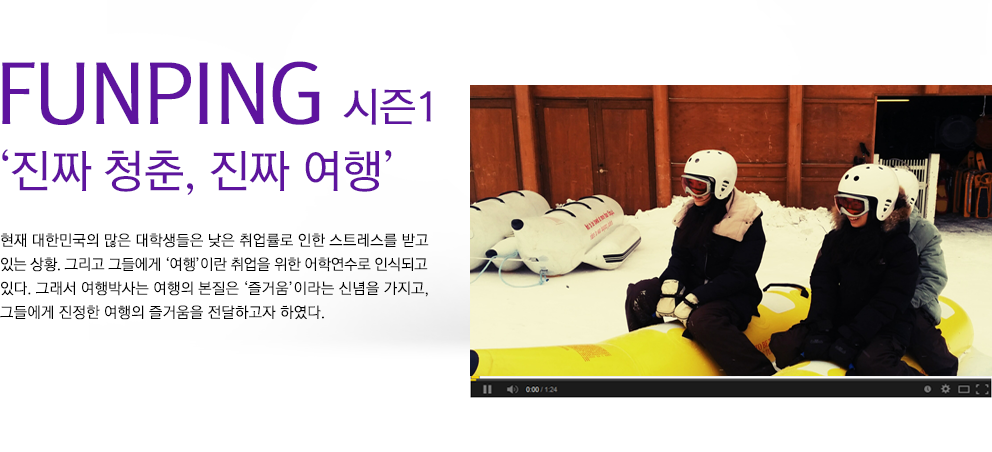 FUNPING 시즌1
‘진짜 청춘, 진짜 여행’
현재 대한민국의 많은 대학생들은 낮은 취업률로 인한 스트레스를 받고
있는 상황. 그리고 그들에게 ‘여행’이란 취업을 위한 어학연수로 인식되고
있다. 그래서 여행박사는 여행의 본질은 ‘즐거움’이라는 신념을 가지고,
그들에게 진정한 여행의 즐거움을 전달하고자 하였다.
0:00 / 1:24